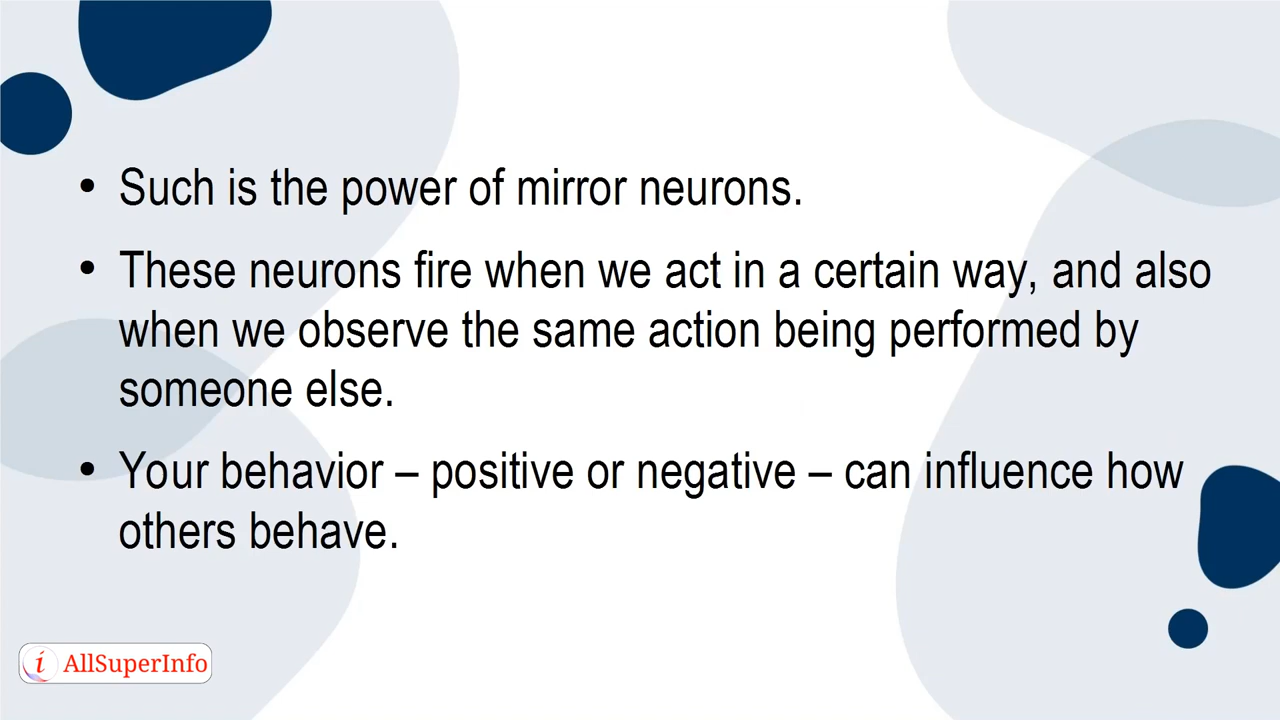 • Such is the power of mirror neurons.
• These neurons fire when we act in a certain way, and also
when we observe the same action being performed by
someone else.
• Your behavior – positive or negative – can influence how
others behave.
i AllSuperInfo